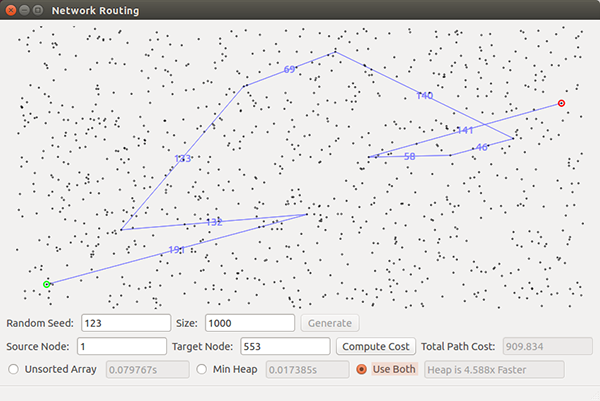 Network Routing
69
140
141
133
46
58
132
191
Random Seed: 123 Size: 1000 Generate
Source Node: 1 Target Node: 553 Compute Cost Total Path Cost: 909.834
Unsorted Array 0.079767s Min Heap 0.017385s Use Both Heap is 4.588x Faster